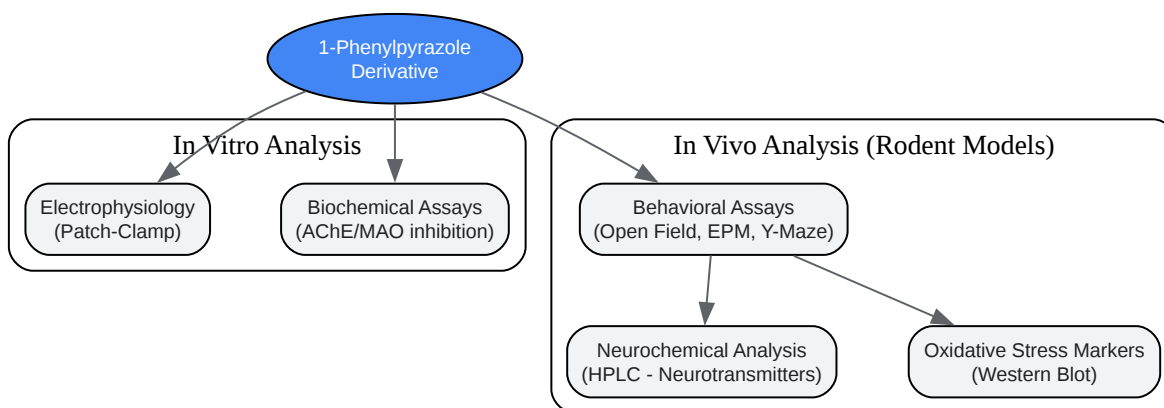 1-Phenylpyrazole
Derivative
In Vitro Analysis
In Vivo Analysis (Rodent Models)
Electrophysiology
(Patch-Clamp)
Biochemical Assays
(AChE/MAO inhibition)
Behavioral Assays
(Open Field, EPM, Y-Maze)
Neurochemical Analysis
(HPLC - Neurotransmitters)
Oxidative Stress Markers
(Western Blot)